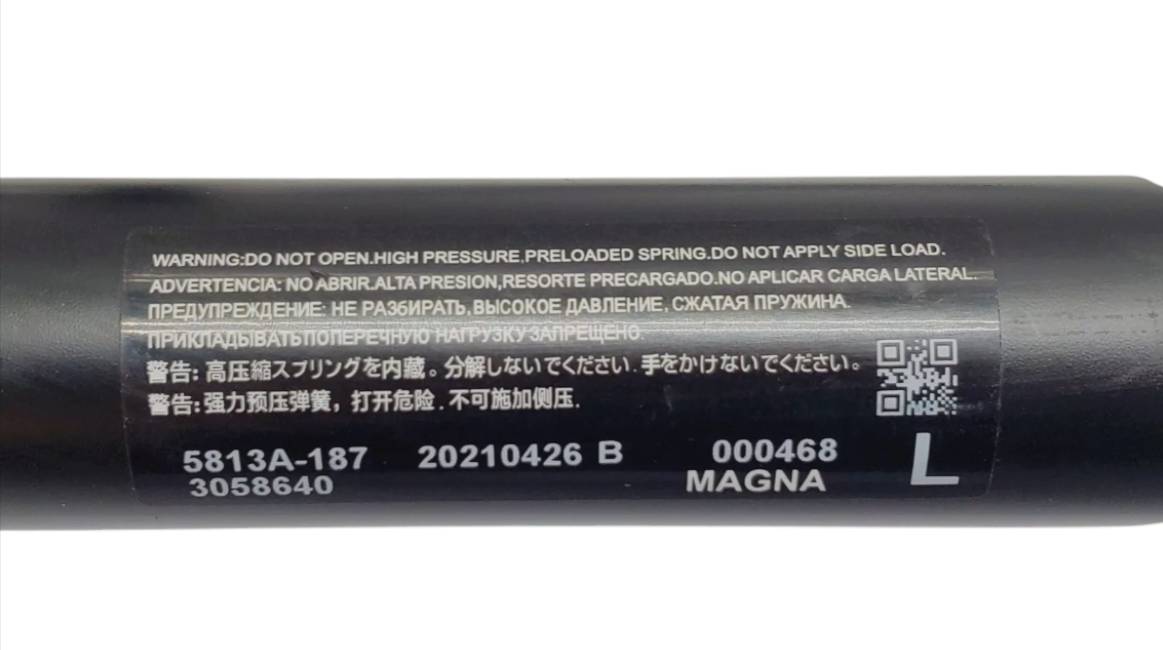 WARNING:DO NOT OPEN.HIGH PRESSURE,PRELOADED SPRING.DO NOT APPLY SIDE LOAD.
ADVERTENCIA: NO ABRIR.ALTA PRESION,RESORTE PRECARGADO.NO APLICAR CARGA LATERAL.
ПРЕДУПРЕЖДЕНИЕ: НЕ РАЗбИРАТЬ, ВЫСОКОЕ ДАВЛЕНИЕ, СЖАТАЯ ПРУЖИНА.
ПРИКЛАДЫВАТЬ ПОПЕРЕЧНУЮ НАГРУЗКУ ЗАПРЕЩЕНО.
警告: 高圧縮スプリングを内藏。分解しないでください.手をかけないでください。
警告:强力预压弹簧，打开危险.不可施加侧压.
5813A-187 20210426 B 000468
3058640 MAGNA
L